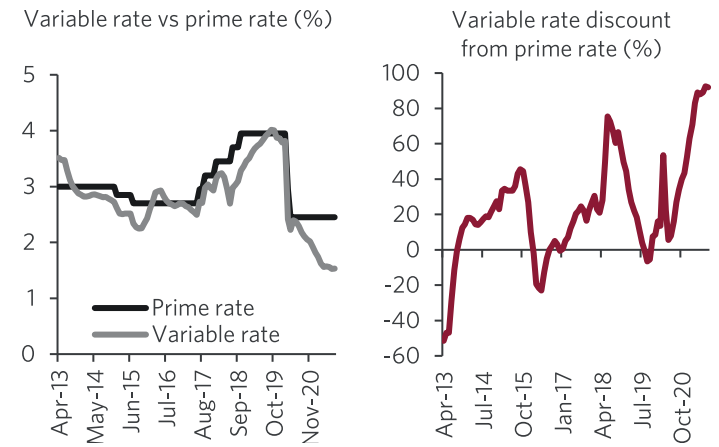 Variable rate vs prime rate (%)
5
4
3
2
1
0
Prime rate
Variable rate
Apr-13
May-14
Jun-15
Jul-16
Aug-17
Sep-18
Oct-19
Nov-20
Variable rate discount
from prime rate (%)
100
80
60
40
20
0
-20
-40
-60
Apr-13
Jul-14
Oct-15
Jan-17
Apr-18
Jul-19
Oct-20